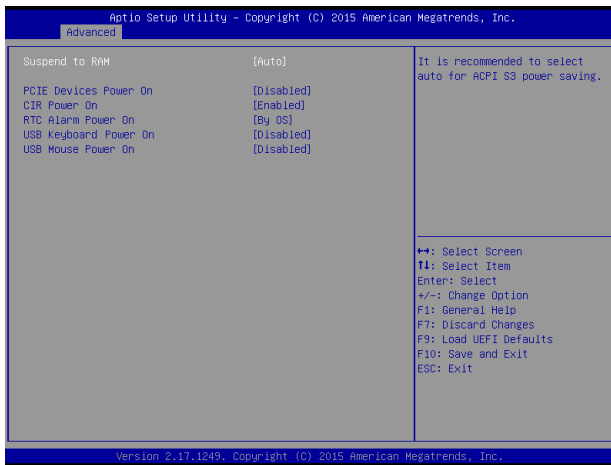 Aptio Setup Utility – Copyright (C) 2015 American Megatrends, Inc.
Advanced
Suspend to RAM [Auto]
PCIE Devices Power On [Disabled]
CIR Power On [Enabled]
RTC Alarm Power On [By OS]
USB Keyboard Power On [Disabled]
USB Mouse Power On [Disabled]
It is recommended to select
auto for ACPI S3 power saving.
←→: Select Screen
↑↓: Select Item
Enter: Select
+/-: Change Option
F1: General Help
F7: Discard Changes
F9: Load UEFI Defaults
F10: Save and Exit
ESC: Exit
Version 2.17.1249. Copyright (C) 2015 American Megatrends, Inc.